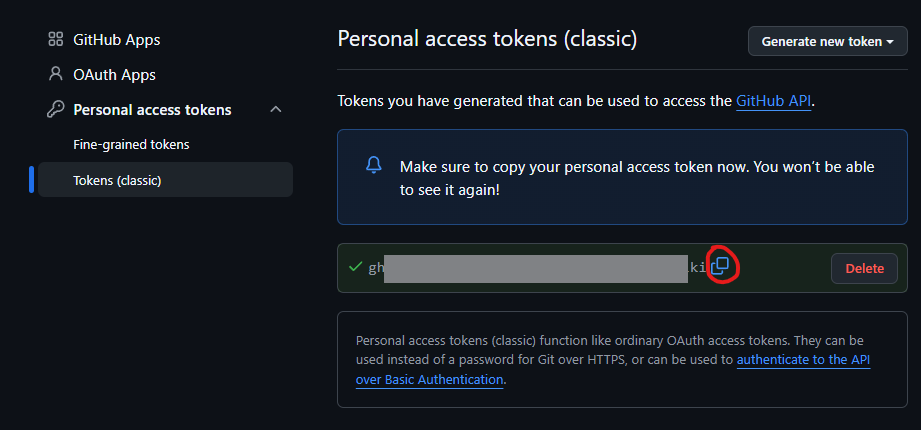 GitHub Apps
OAuth Apps
Personal access tokens
Fine-grained tokens
Tokens (classic)
Personal access tokens (classic)
Generate new token
Tokens you have generated that can be used to access the GitHub API.
Make sure to copy your personal access token now. You won’t be able
to see it again!
gh
ki
Delete
Personal access tokens (classic) function like ordinary OAuth access tokens. They can be
used instead of a password for Git over HTTPS, or can be used to authenticate to the API
over Basic Authentication.